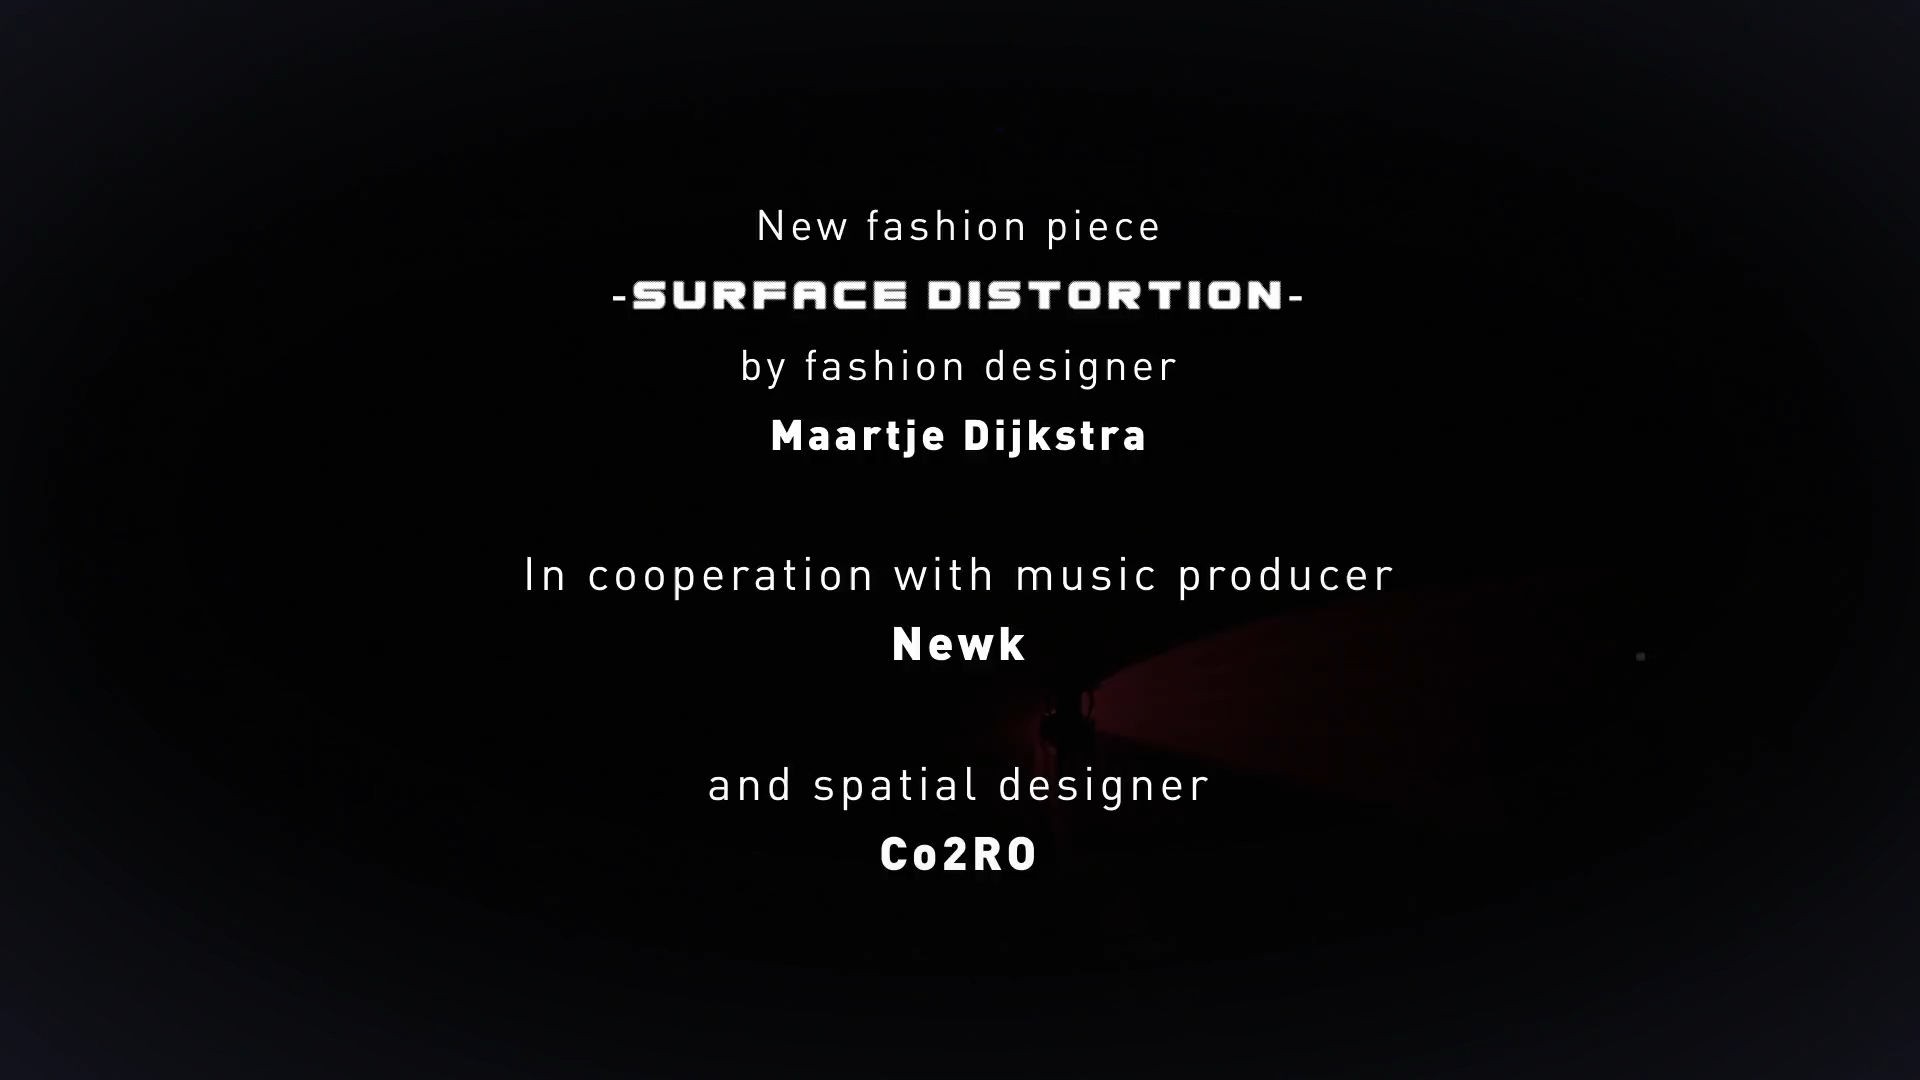 New fashion piece
-SURFACE DISTORTION-
by fashion designer
Maartje Dijkstra
In cooperation with music producer
Newk
and spatial designer
Co2RO